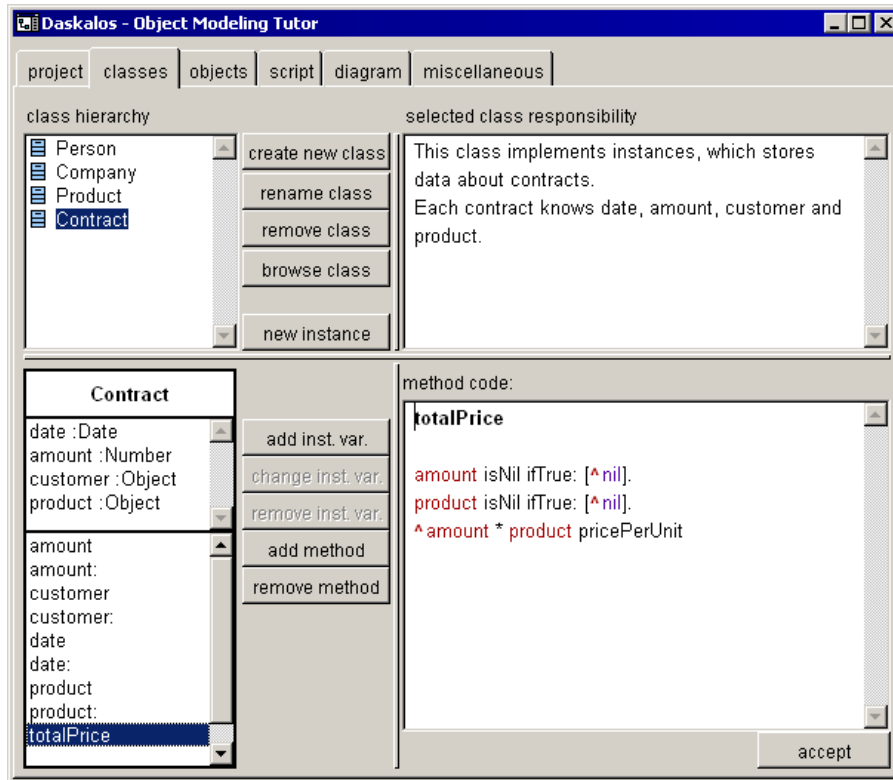 Daskalos - Object Modeling Tutor
project classes objects script diagram miscellaneous
class hierarchy
Person
Company
Product
Contract
create new class
rename class
remove class
browse class
new instance
selected class responsibility
This class implements instances, which stores
data about contracts.
Each contract knows date, amount, customer and
product.
Contract
date :Date
amount :Number
customer :Object
product :Object
amount
amount:
customer
customer:
date
date:
product
product:
totalPrice
add inst. var.
change inst. var.
remove inst. var.
add method
remove method
method code:
totalPrice
amount isNil ifTrue: [^nil].
product isNil ifTrue: [^nil].
^amount * product pricePerUnit
accept